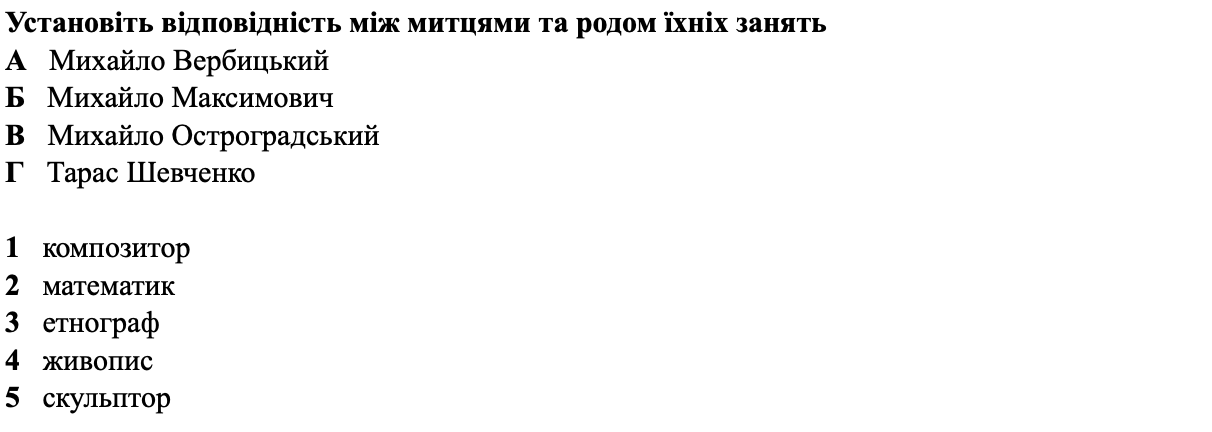 Установіть відповідність між митцями та родом їхніх занять
А Михайло Вербицький
Б Михайло Максимович
В Михайло Остроградський
Г Тарас Шевченко
1 композитор
2 математик
3 етнограф
4 живопис
5 скульптор